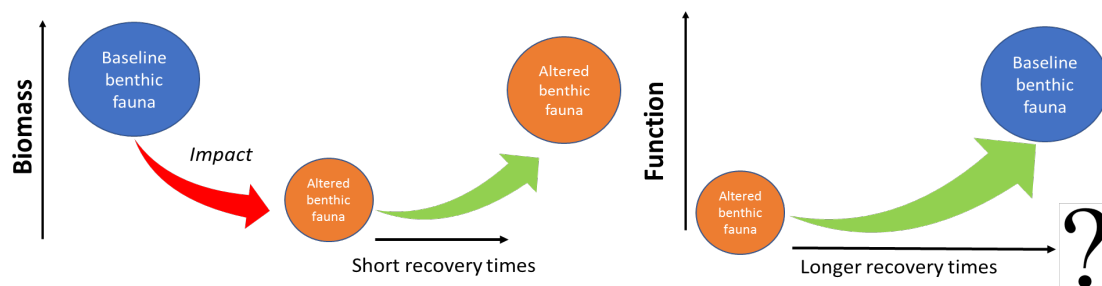 Biomass
Baseline
benthic
fauna
Impact
Altered
benthic
fauna
Altered
benthic
fauna
Short recovery times
Function
Altered
benthic
fauna
Baseline
benthic
fauna
Longer recovery times
?